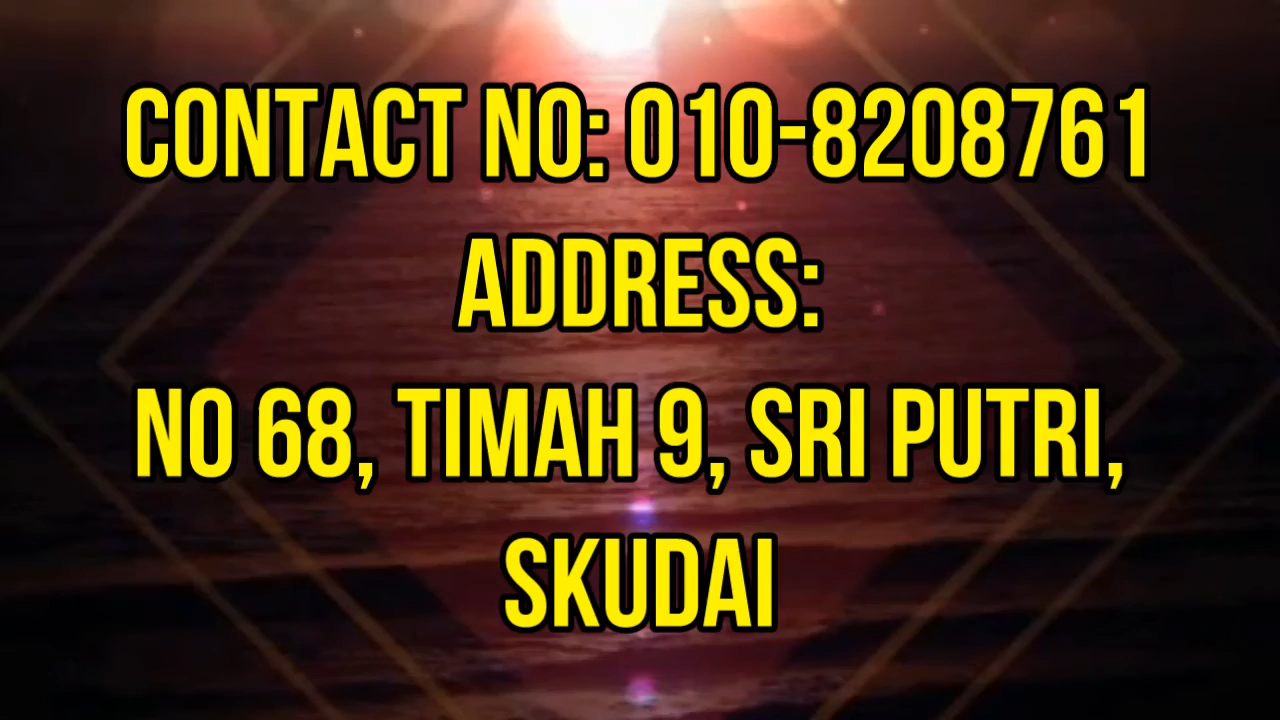 CONTACT NO: 010-8208761
ADDRESS:
NO 68, TIMAH 9, SRI PUTRI,
SKUDAI